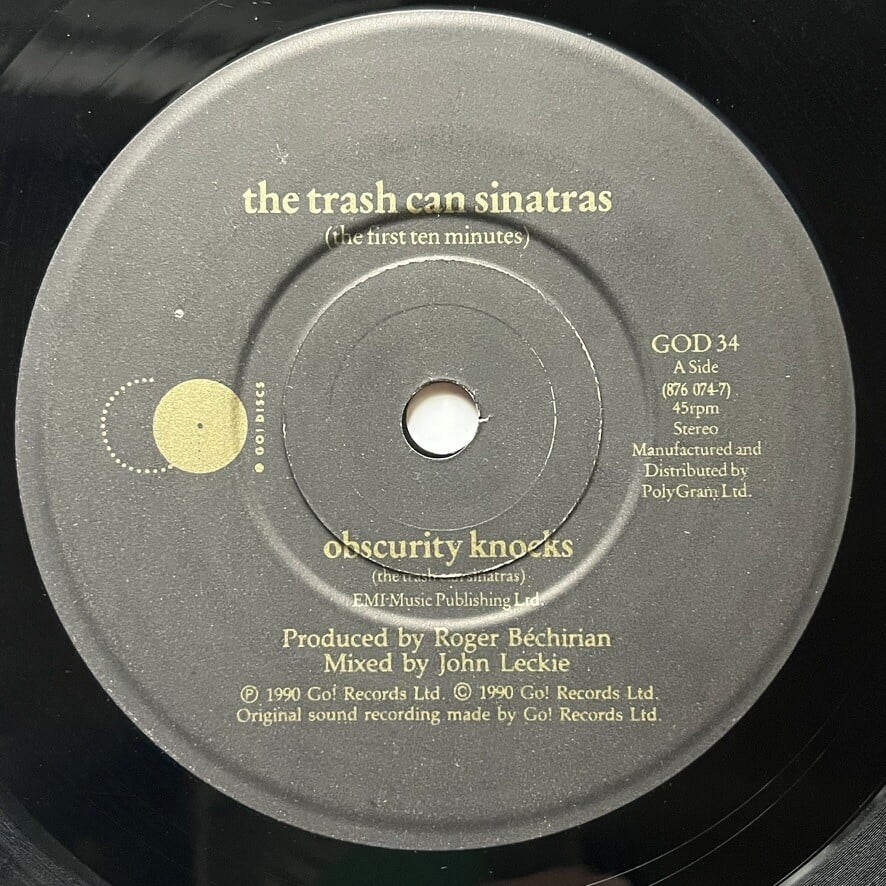 the trash can sinatras
(the first ten minutes)
GOD 34
A Side
(876 074-7)
45rpm
Stereo
Manufactured and
Distributed by
PolyGram Ltd.
GO! DISCS
obscurity knocks
(the trash can sinatras)
EMI Music Publishing Ltd.
Produced by Roger Béchirian
Mixed by John Leckie
℗ 1990 Go! Records Ltd. © 1990 Go! Records Ltd.
Original sound recording made by Go! Records Ltd.